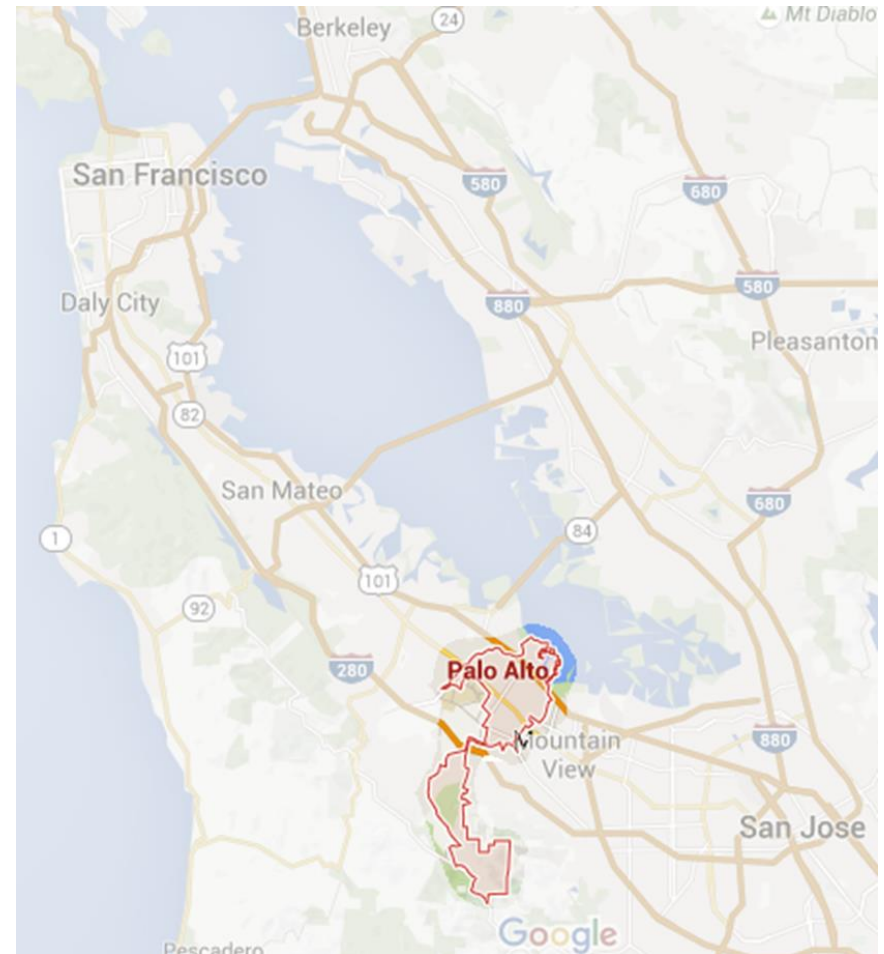 Berkeley
24
Mt Diablo
San Francisco
580
680
Daly City
880
580
101
Pleasanton
82
San Mateo
680
1
84
101
92
280
Palo Alto
Mountain
View
880
San Jose
Google
Pescadero